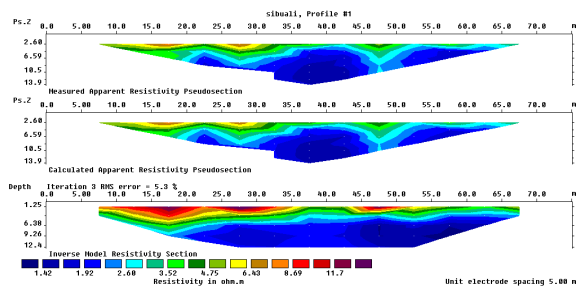 sibuali, Profile #1
Ps.Z 0.0 5.00 10.0 15.0 20.0 25.0 30.0 35.0 40.0 45.0 50.0 55.0 60.0 65.0 70.0 m
2.60
6.59
10.5
13.9
Measured Apparent Resistivity Pseudosection
Ps.Z 0.0 5.00 10.0 15.0 20.0 25.0 30.0 35.0 40.0 45.0 50.0 55.0 60.0 65.0 70.0 m
2.60
6.59
10.5
13.9
Calculated Apparent Resistivity Pseudosection
Depth Iteration 3 RMS error = 5.3 %
0.0 5.00 10.0 15.0 20.0 25.0 30.0 35.0 40.0 45.0 50.0 55.0 60.0 65.0 70.0 m
1.25
6.38
9.26
12.4
Inverse Model Resistivity Section
1.42 1.92 2.60 3.52 4.75 6.43 8.69 11.7
Resistivity in ohm.m Unit electrode spacing 5.00 m